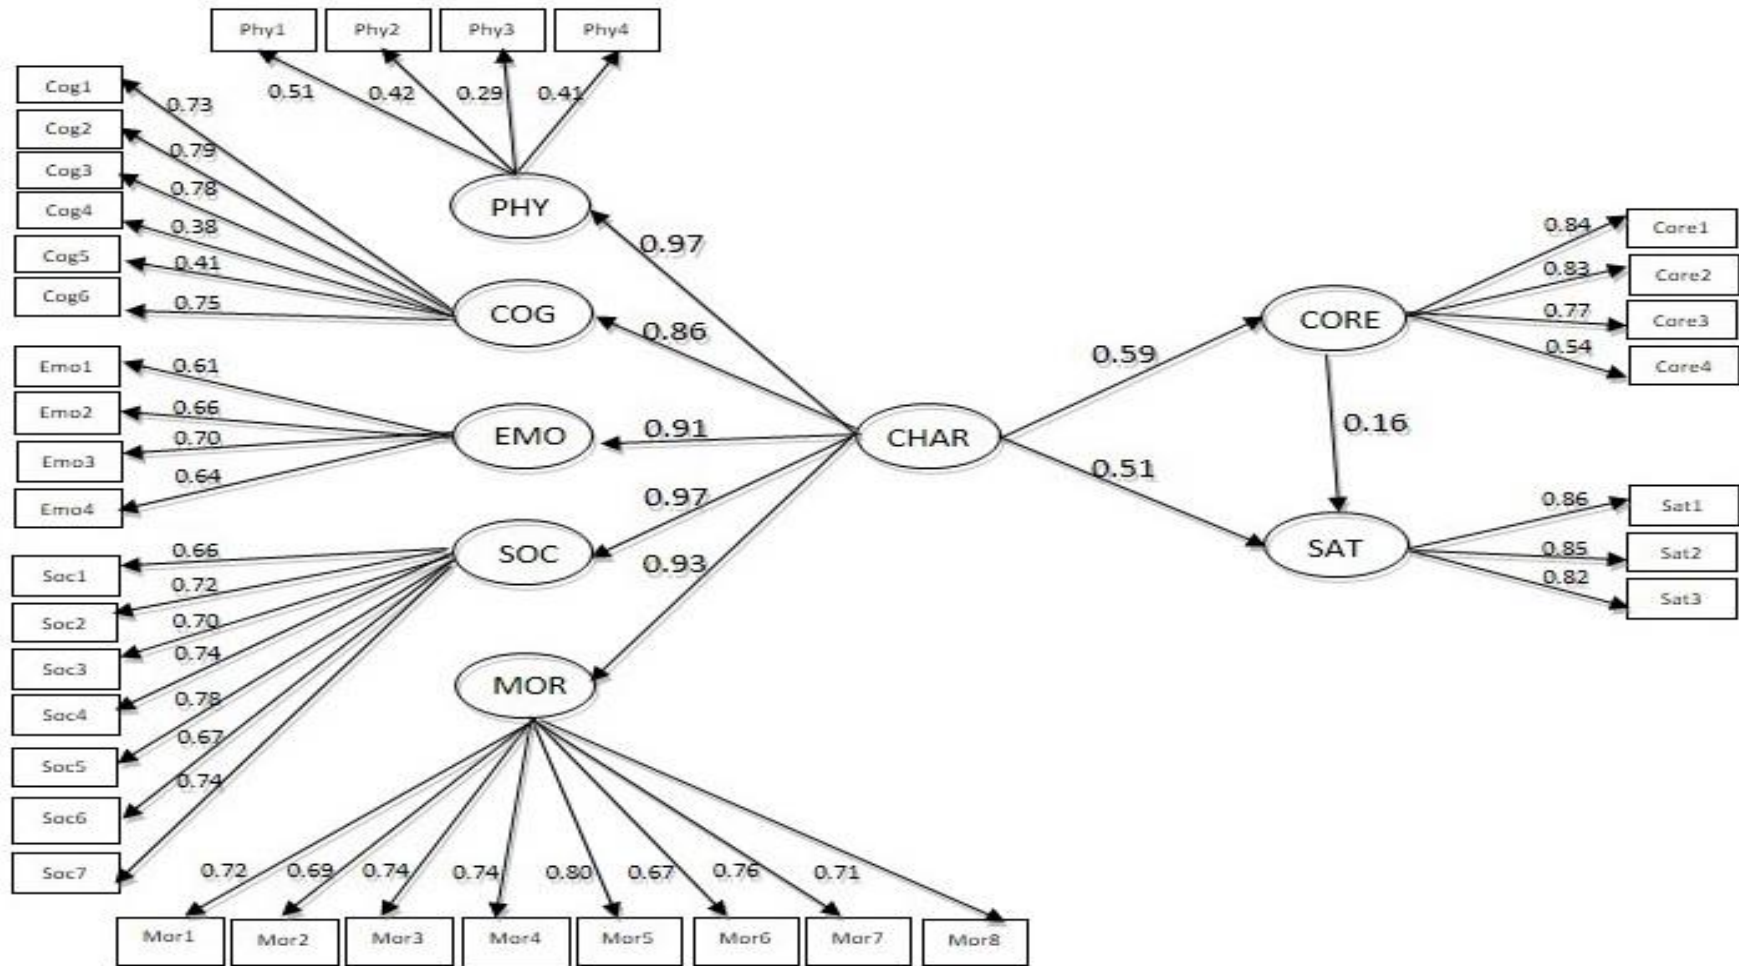 Phy1 Phy2 Phy3 Phy4
0.51 0.42 0.29 0.41
Cog1
Cog2
Cog3
Cog4
Cog5
Cog6
0.73
0.79
0.78
0.38
0.41
0.75
PHY
COG
Emo1
Emo2
Emo3
Emo4
0.61
0.66
0.70
0.64
EMO
Soc1
Soc2
Soc3
Soc4
Soc5
Soc6
Soc7
0.66
0.72
0.70
0.74
0.78
0.67
0.74
SOC
MOR
0.72 0.69 0.74 0.74 0.80 0.67 0.76 0.71
Mor1 Mor2 Mor3 Mor4 Mor5 Mor6 Mor7 Mor8
0.97
0.86
0.91
0.97
0.93
CHAR
0.59
0.51
CORE
0.16
SAT
0.84
0.83
0.77
0.54
Core1
Core2
Core3
Core4
0.86
0.85
0.82
Sat1
Sat2
Sat3